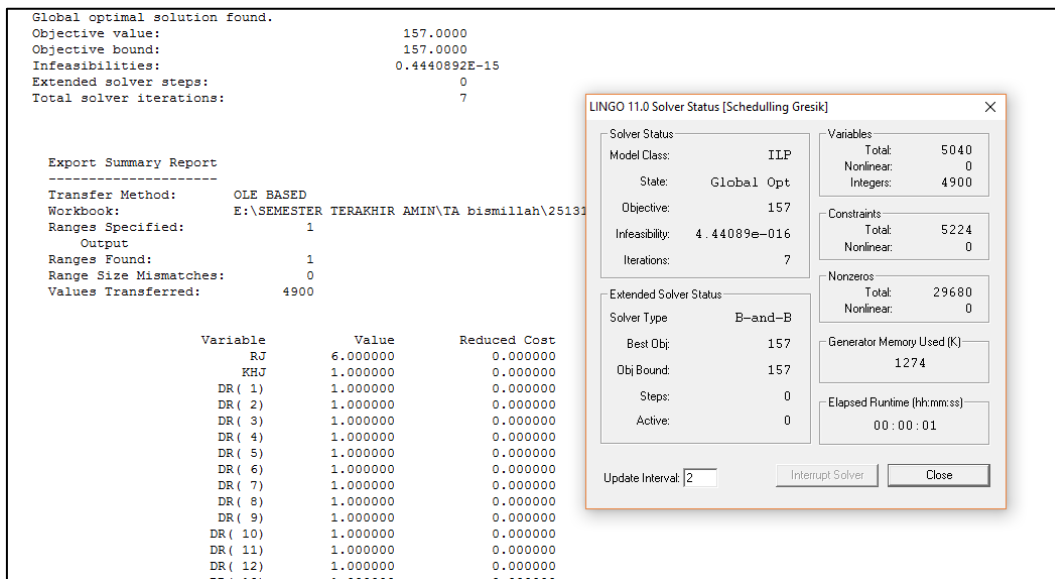 Global optimal solution found.
Objective value: 157.0000
Objective bound: 157.0000
Infeasibilities: 0.4440892E-15
Extended solver steps: 0
Total solver iterations: 7
Export Summary Report
---------------------
Transfer Method: OLE BASED
Workbook: E:\SEMESTER TERAKHIR AMIN\TA bismillah\25131
Ranges Specified: 1
Output
Ranges Found: 1
Range Size Mismatches: 0
Values Transferred: 4900
Variable Value Reduced Cost
RJ 6.000000 0.000000
KHJ 1.000000 0.000000
DR( 1) 1.000000 0.000000
DR( 2) 1.000000 0.000000
DR( 3) 1.000000 0.000000
DR( 4) 1.000000 0.000000
DR( 5) 1.000000 0.000000
DR( 6) 1.000000 0.000000
DR( 7) 1.000000 0.000000
DR( 8) 1.000000 0.000000
DR( 9) 1.000000 0.000000
DR( 10) 1.000000 0.000000
DR( 11) 1.000000 0.000000
DR( 12) 1.000000 0.000000
LINGO 11.0 Solver Status [Schedulling Gresik]
Solver Status
Model Class: ILP
State: Global Opt
Objective: 157
Infeasibility: 4.44089e-016
Iterations: 7
Extended Solver Status
Solver Type B-and-B
Best Obj: 157
Obj Bound: 157
Steps: 0
Active: 0
Update Interval: 2
Variables
Total: 5040
Nonlinear: 0
Integers: 4900
Constraints
Total: 5224
Nonlinear: 0
Nonzeros
Total: 29680
Nonlinear: 0
Generator Memory Used (K)
1274
Elapsed Runtime (hh:mm:ss)
00:00:01
Interrupt Solver
Close